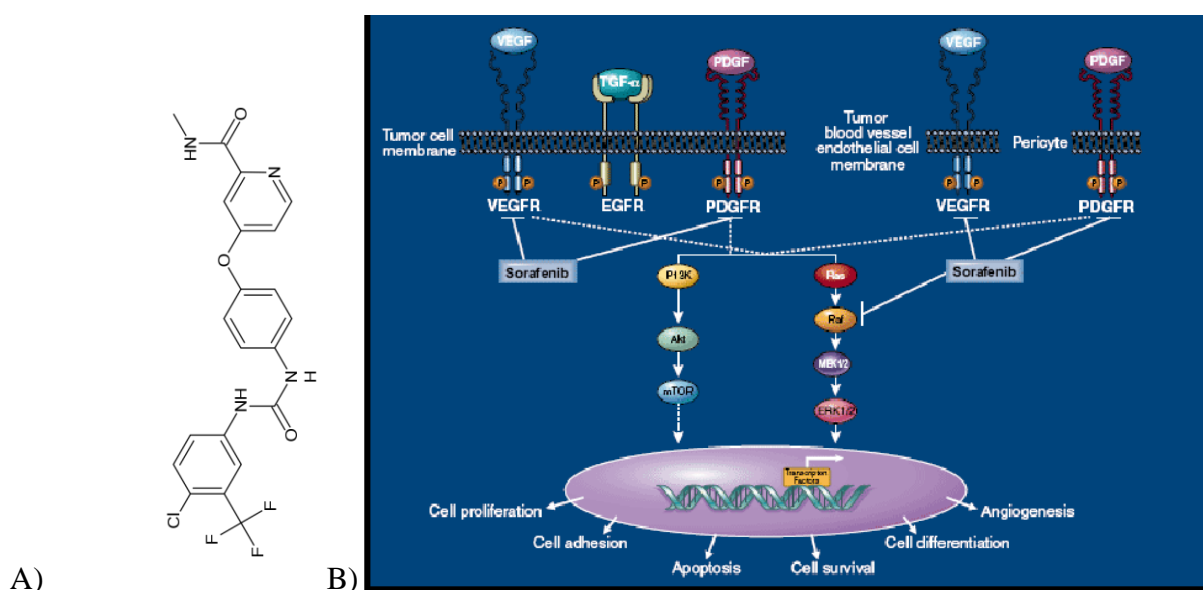 VEGF TGF-α PDGF VEGF PDGF
Tumor cell
membrane
Tumor
blood vessel
endothelial cell
membrane
Pericyte
P P P P P P P P P P
VEGFR EGFR PDGFR VEGFR PDGFR
Sorafenib Sorafenib
PI3K Ras
Akt Raf
MEK1/2
mTOR
ERK1/2
Transcription
Factors
Cell proliferation Angiogenesis
Cell adhesion Cell differentiation
Apoptosis Cell survival
O
HN
N
O
N
H
NH
O
Cl
F
F
F
A) B)